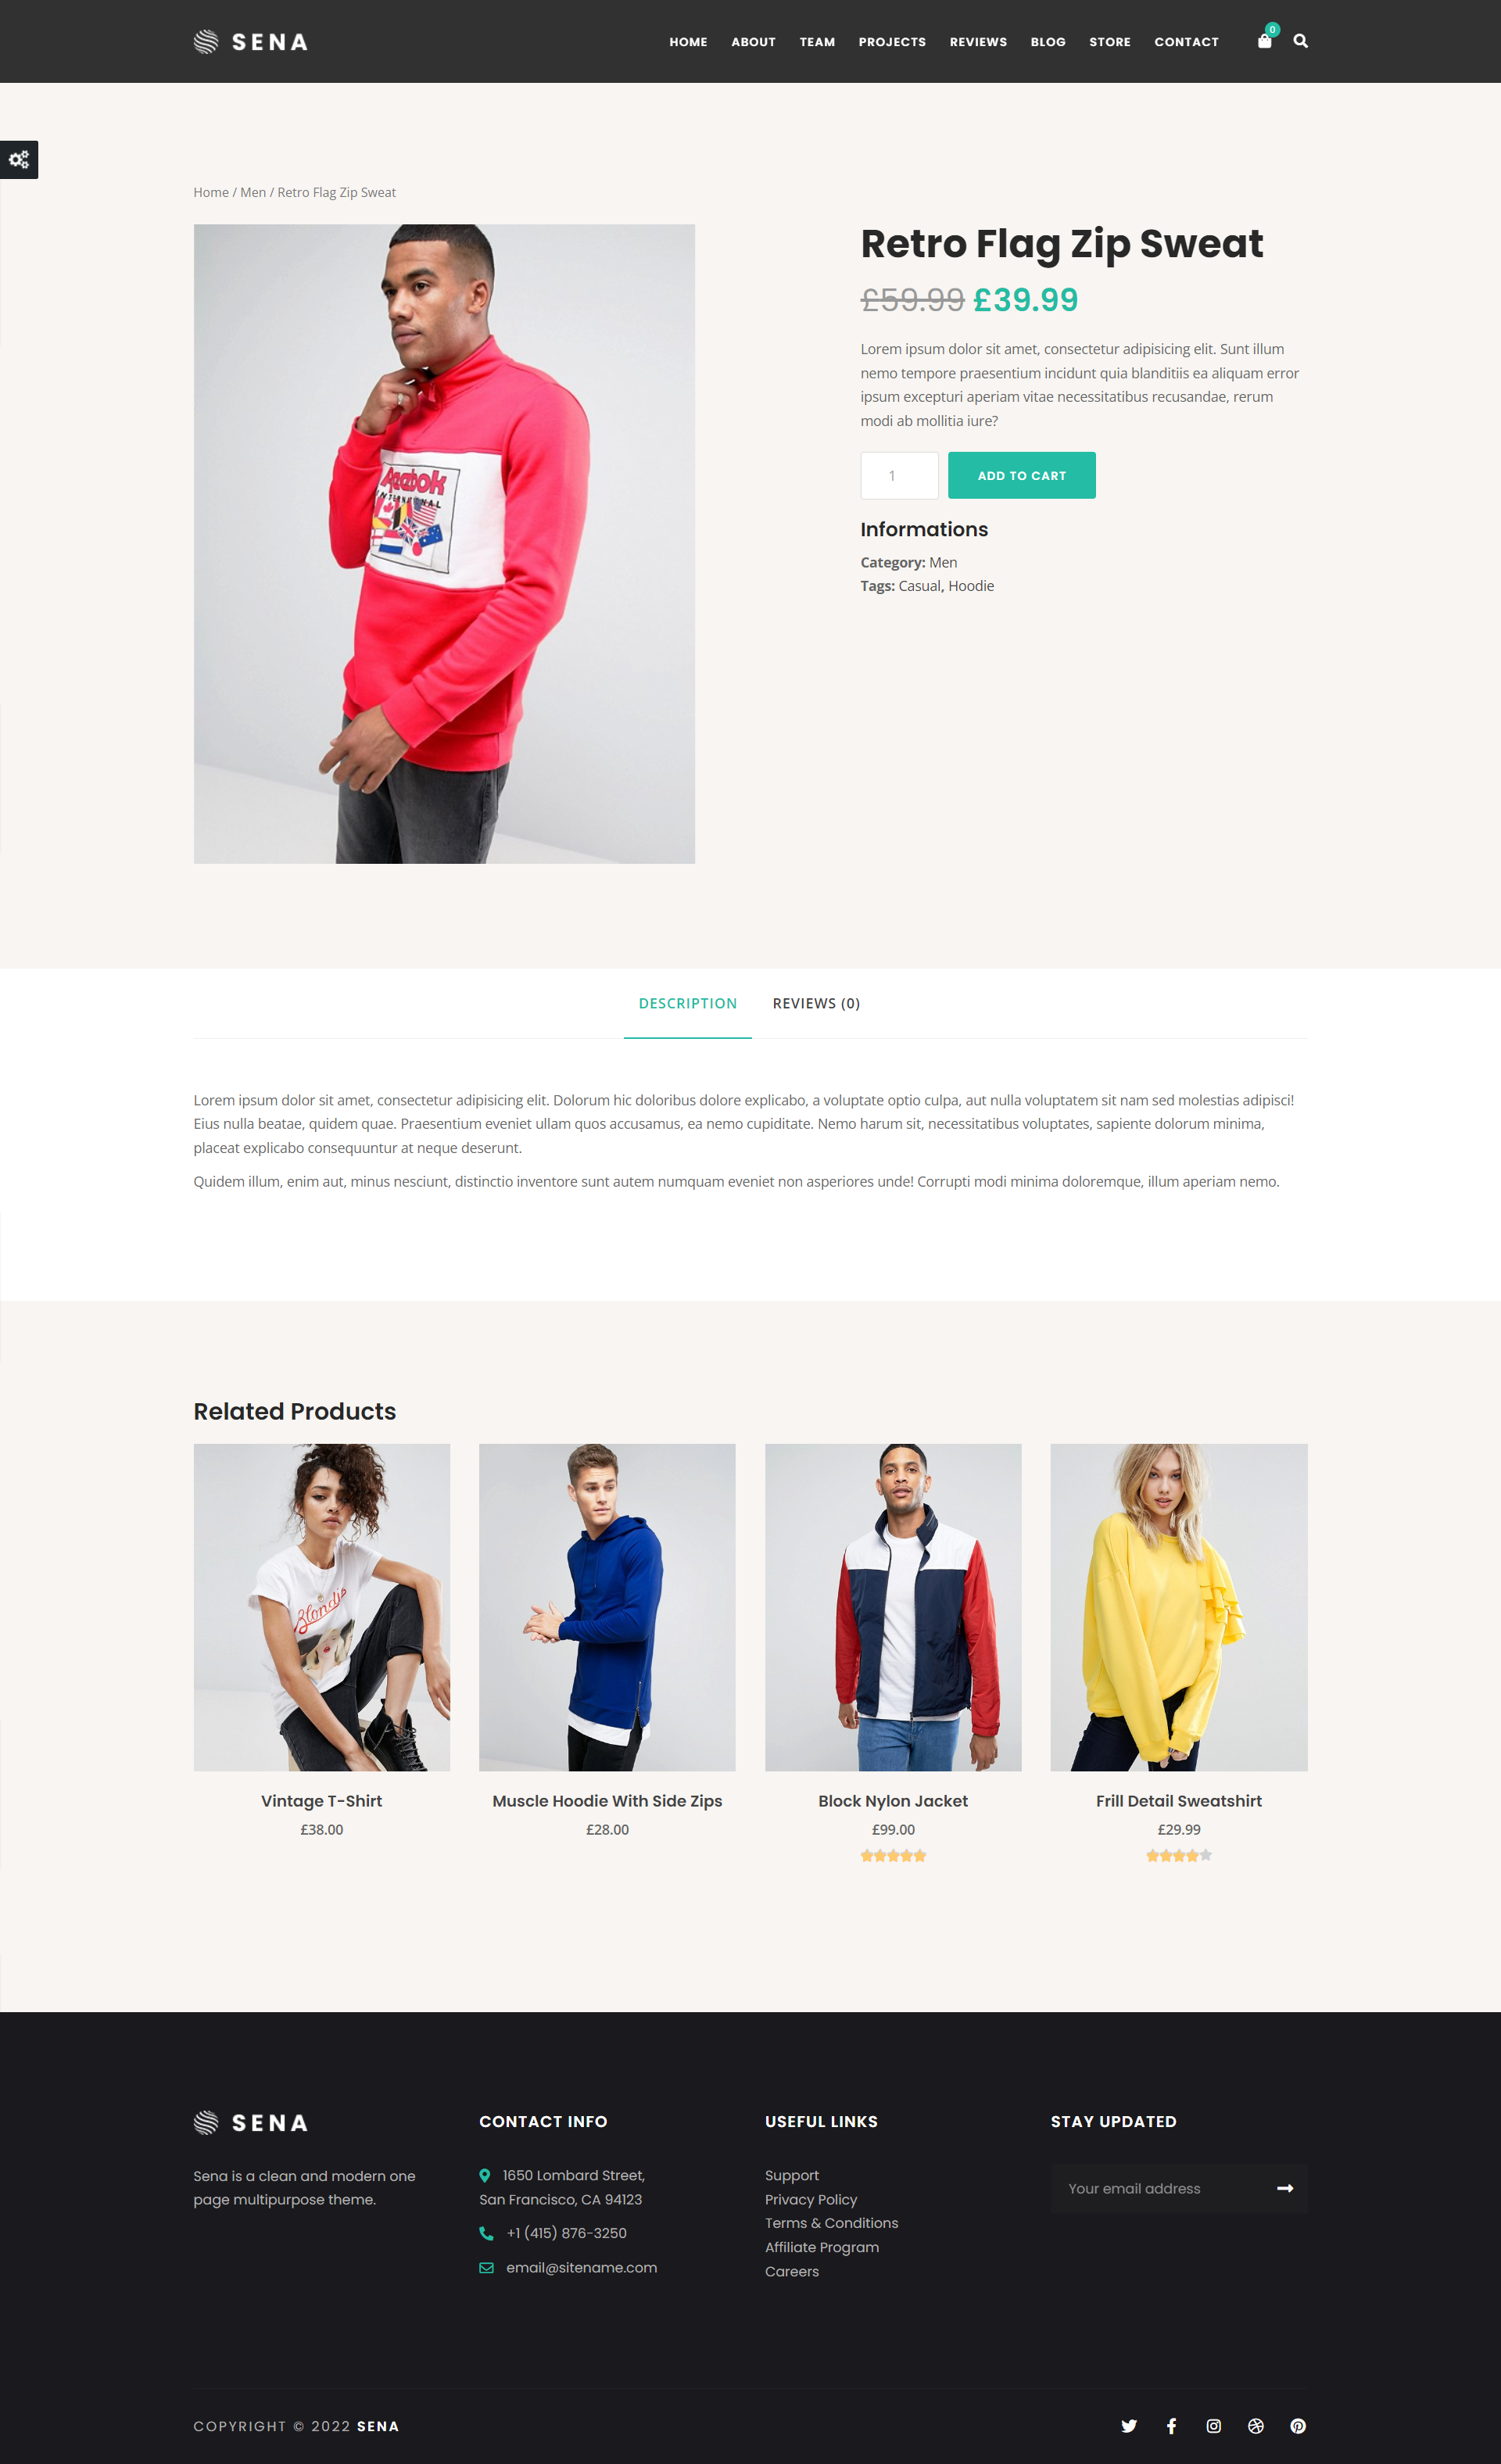 SENA
HOME ABOUT TEAM PROJECTS REVIEWS BLOG STORE CONTACT 0
Home / Men / Retro Flag Zip Sweat
Reebok
INTERNATIONAL
Retro Flag Zip Sweat
£59.99 £39.99
Lorem ipsum dolor sit amet, consectetur adipisicing elit. Sunt illum
nemo tempore praesentium incidunt quia blanditiis ea aliquam error
ipsum excepturi aperiam vitae necessitatibus recusandae, rerum
modi ab mollitia iure?
1 ADD TO CART
Informations
Category: Men
Tags: Casual, Hoodie
DESCRIPTION REVIEWS (0)
Lorem ipsum dolor sit amet, consectetur adipisicing elit. Dolorum hic doloribus dolore explicabo, a voluptate optio culpa, aut nulla voluptatem sit nam sed molestias adipisci!
Eius nulla beatae, quidem quae. Praesentium eveniet ullam quos accusamus, ea nemo cupiditate. Nemo harum sit, necessitatibus voluptates, sapiente dolorum minima,
placeat explicabo consequuntur at neque deserunt.
Quidem illum, enim aut, minus nesciunt, distinctio inventore sunt autem numquam eveniet non asperiores unde! Corrupti modi minima doloremque, illum aperiam nemo.
Related Products
Blondie
Vintage T-Shirt
£38.00
Muscle Hoodie With Side Zips
£28.00
Block Nylon Jacket
£99.00
Frill Detail Sweatshirt
£29.99
SENA
Sena is a clean and modern one
page multipurpose theme.
CONTACT INFO
1650 Lombard Street,
San Francisco, CA 94123
+1 (415) 876-3250
email@sitename.com
USEFUL LINKS
Support
Privacy Policy
Terms & Conditions
Affiliate Program
Careers
STAY UPDATED
Your email address
COPYRIGHT © 2022 SENA